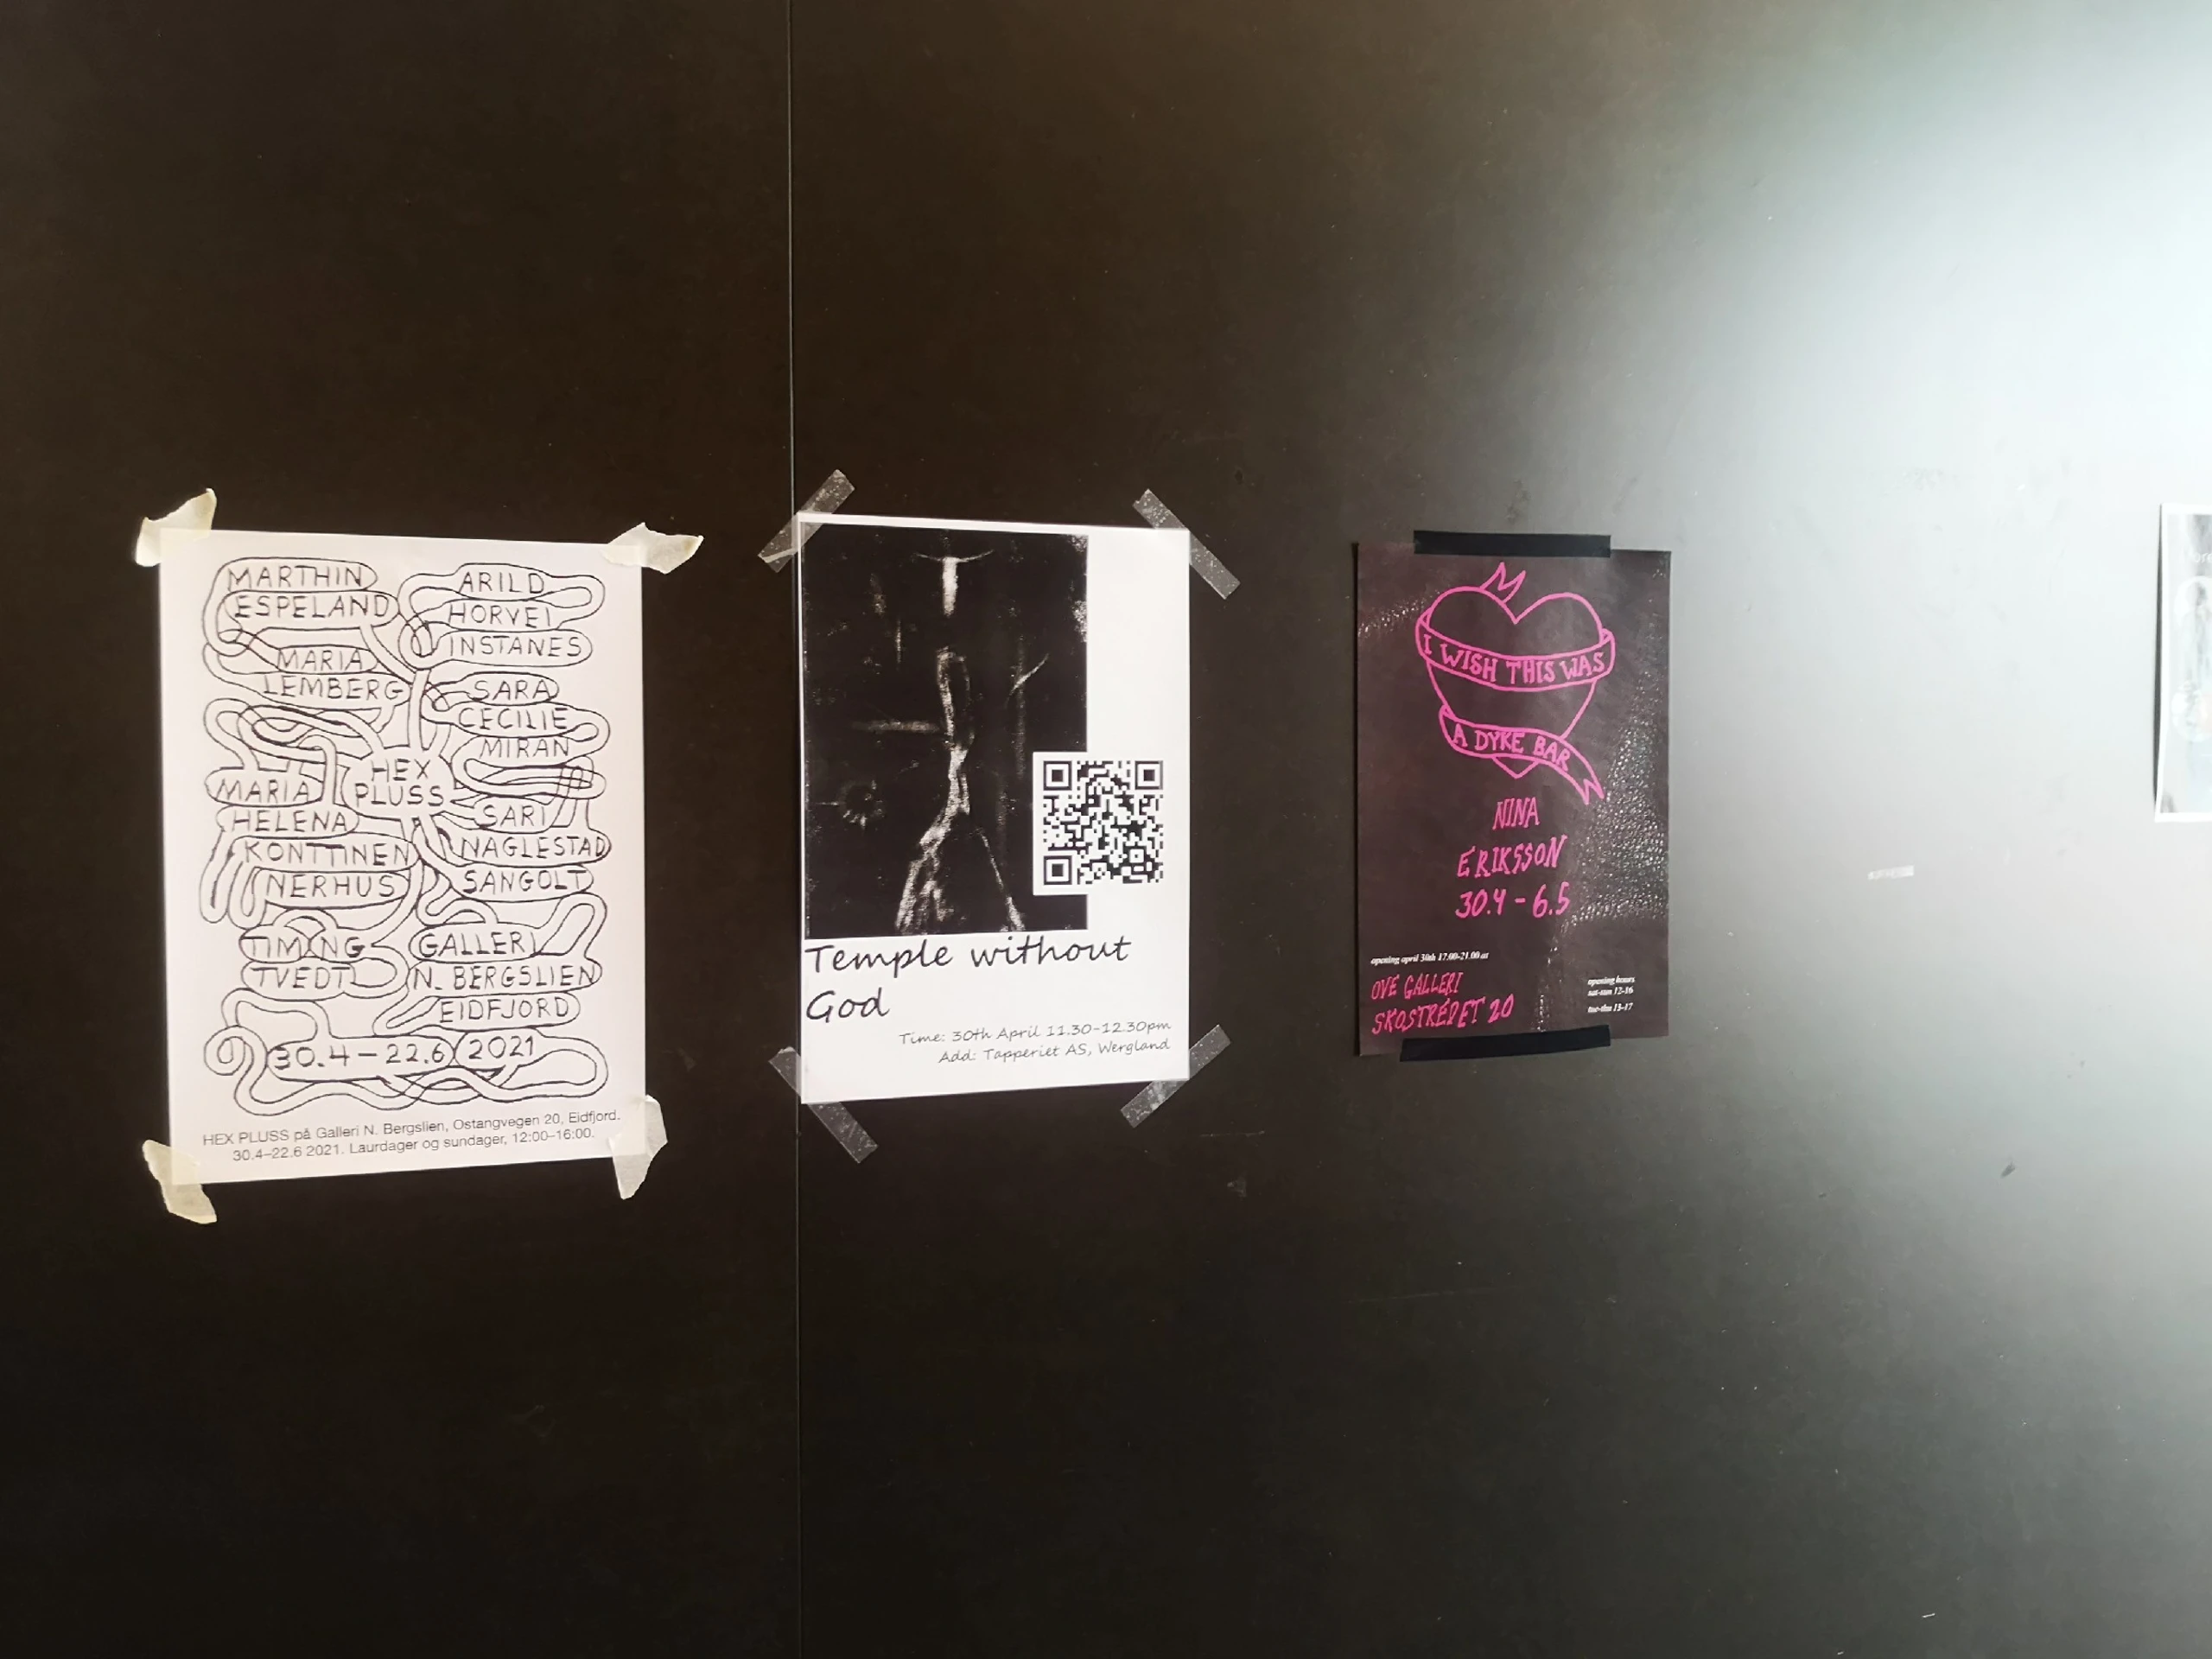 MARTHIN
ESPELAND
MARIA
LEMBERG
MARIA
HELENA
KONTTINEN
NERHUS
TIMING
TVEDT
HEX
PLUSS
ARILD
HORVEI
INSTANES
SARA
CECILIE
MIRAN
SARI
NAGLESTAD
SANGOLT
GALLERI
N. BERGSLIEN
EIDFJORD
30.4 – 22.6 2021
HEX PLUSS på Galleri N. Bergslien, Ostangvegen 20, Eidfjord.
30.4–22.6 2021. Laurdager og sundager, 12:00–16:00.
Temple without
God
Time: 30th April 11.30-12.30pm
Add: Tapperiet AS, Wergland
I WISH THIS WAS
A DYKE BAR
NINA
ERIKSSON
30.4 - 6.5
opening april 30th 17.00-21.00 at
OVE GALLERI
SKOSTREDET 20
opening hours
sat-sun 12-16
tue-thu 13-17